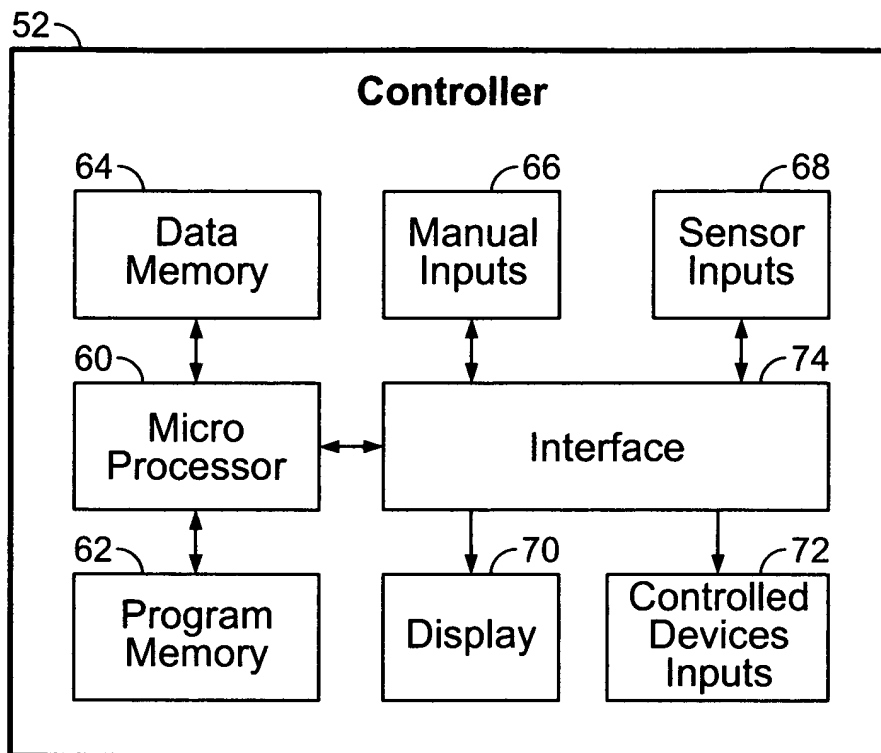 52
Controller
64
66
68
Data
Memory
Manual
Inputs
Sensor
Inputs
60
74
Micro
Processor
Interface
62
70
72
Program
Memory
Display
Controlled
Devices
Inputs